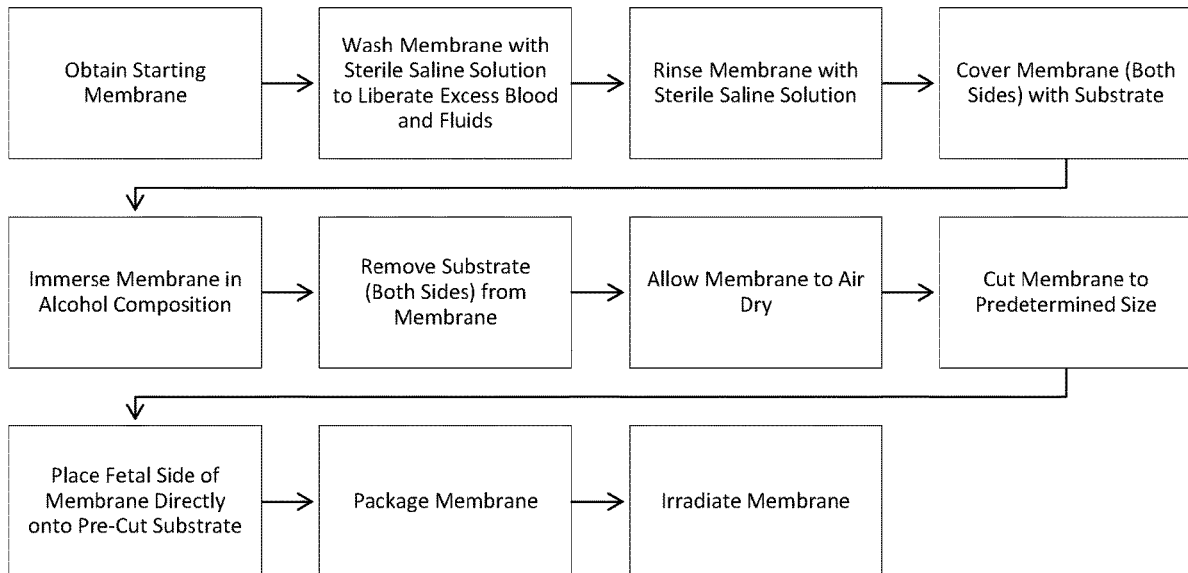 Obtain Starting
Membrane
Wash Membrane with
Sterile Saline Solution
to Liberate Excess Blood
and Fluids
Rinse Membrane with
Sterile Saline Solution
Cover Membrane (Both
Sides) with Substrate
Immerse Membrane in
Alcohol Composition
Remove Substrate
(Both Sides) from
Membrane
Allow Membrane to Air
Dry
Cut Membrane to
Predetermined Size
Place Fetal Side of
Membrane Directly
onto Pre-Cut Substrate
Package Membrane
Irradiate Membrane